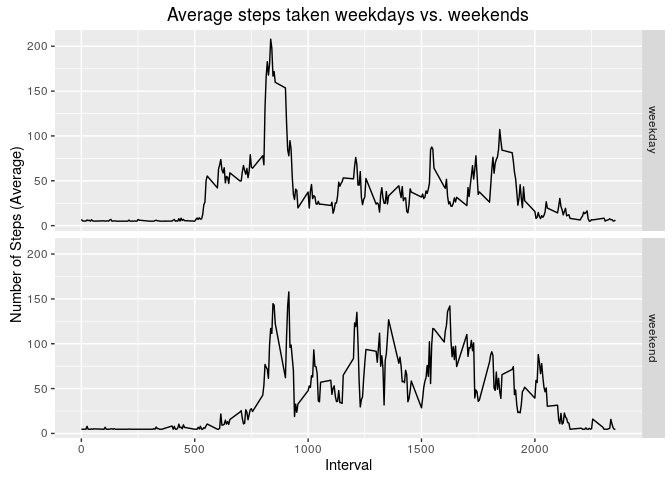 Average steps taken weekdays vs. weekends
Number of Steps (Average)
200
150
100
50
0
weekday
200
150
100
50
0
weekend
0 500 1000 1500 2000
Interval